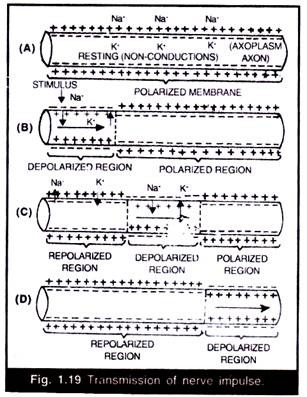 Na⁺ Na⁺ Na⁺
(A)
K⁺ K⁺ K⁺ (AXOPLASM
RESTING (NON-CONDUCTIONS) AXON)
STIMULUS POLARIZED MEMBRANE
Na⁺
(B) K⁺
DEPOLARIZED REGION POLARIZED REGION
Na⁺ K⁺ Na⁺ K⁺
(C)
REPOLARIZED DEPOLARIZED POLARIZED
REGION REGION REGION
(D)
REPOLARIZED DEPOLARIZED
REGION REGION
Fig. 1.19 Transmission of nerve impulse.